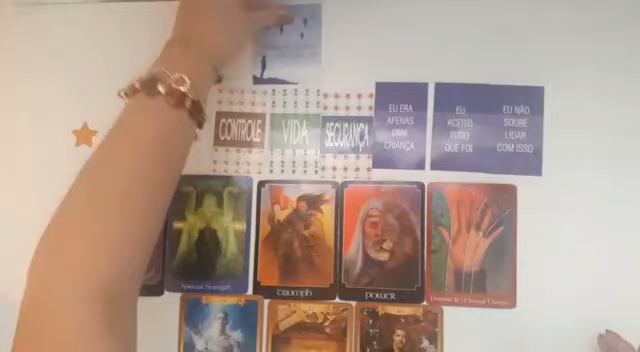 CONTROLE
VIDA
SEGURANÇA
EU ERA
APENAS
UMA
CRIANÇA
EU
ACEITO
TUDO
QUE FOI
EU NÃO
SOUBE
LIDAR
COM ISSO
Spiritual Strength
TRIUMPH
POWER